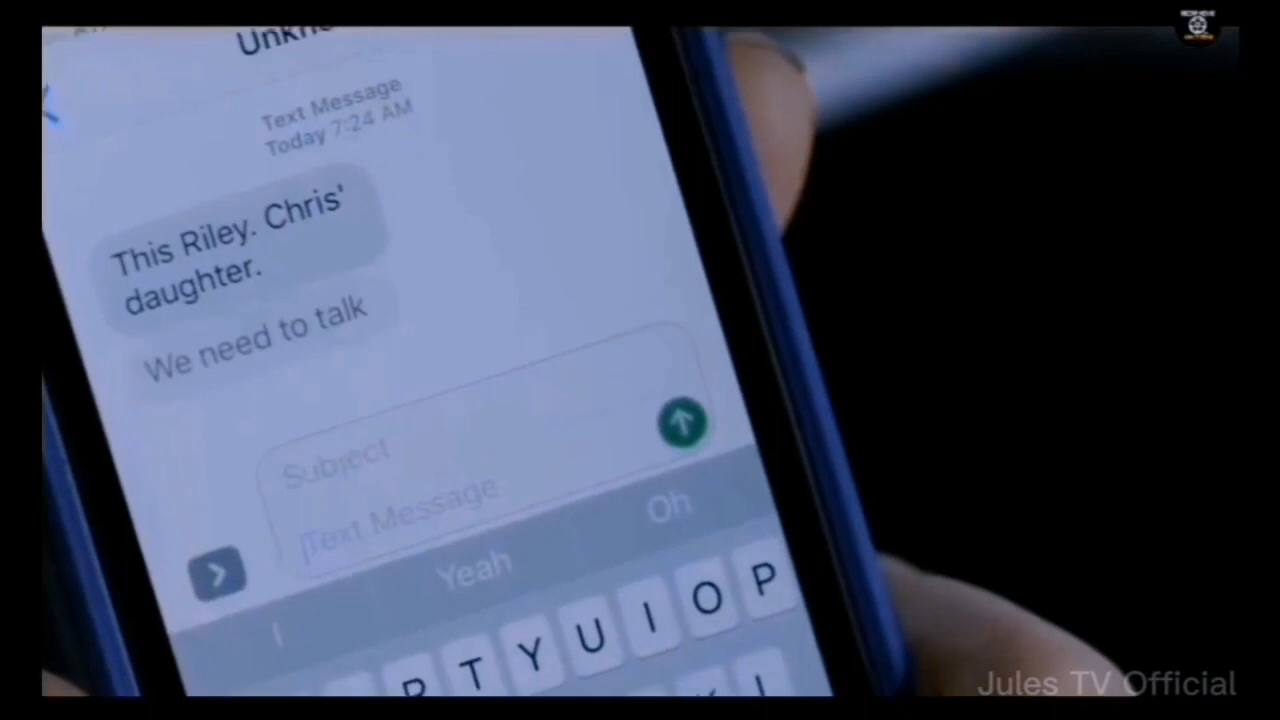 Text Message
Today 7:24 AM
This Riley. Chris'
daughter.
We need to talk
Subject
Text Message
I
Yeah
Oh
R T Y U I O P
Jules TV Official